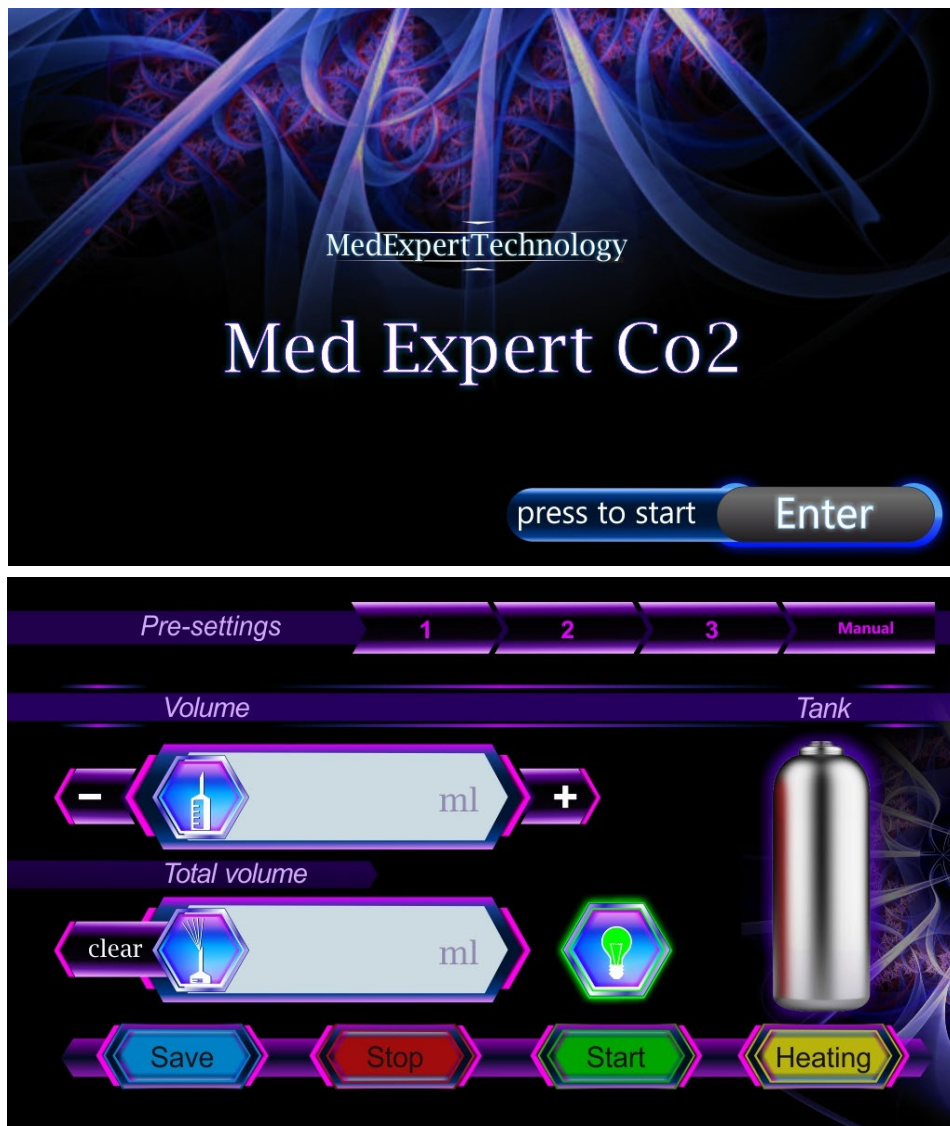 MedExpertTechnology
Med Expert Co2
press to start Enter
Pre-settings 1 2 3 Manual
Volume Tank
− ml +
Total volume
clear ml
Save Stop Start Heating